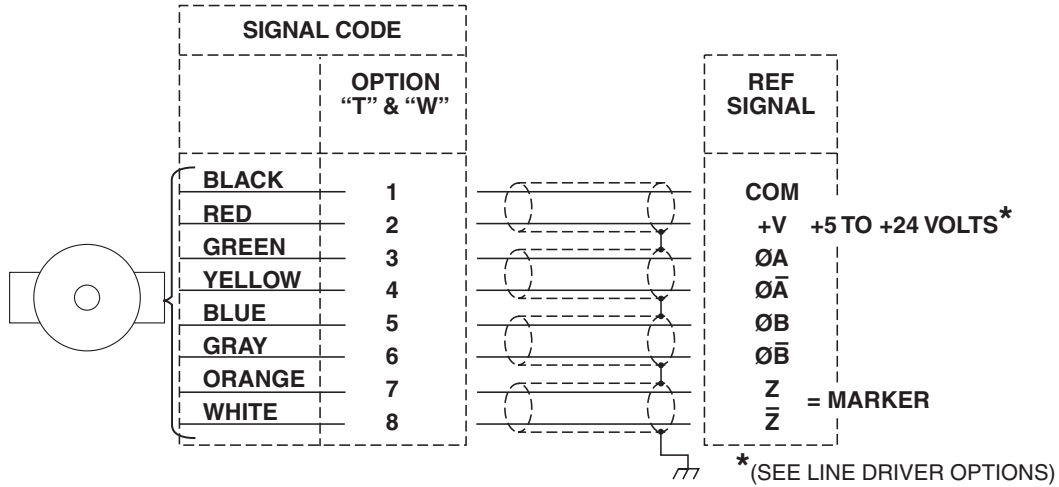 SIGNAL CODE
OPTION
“T” & “W”
REF
SIGNAL
BLACK 1 COM
RED 2 +V +5 TO +24 VOLTS*
GREEN 3 ØA
YELLOW 4 ØA̅
BLUE 5 ØB
GRAY 6 ØB̅
ORANGE 7 Z
= MARKER
WHITE 8 Z̅
*(SEE LINE DRIVER OPTIONS)